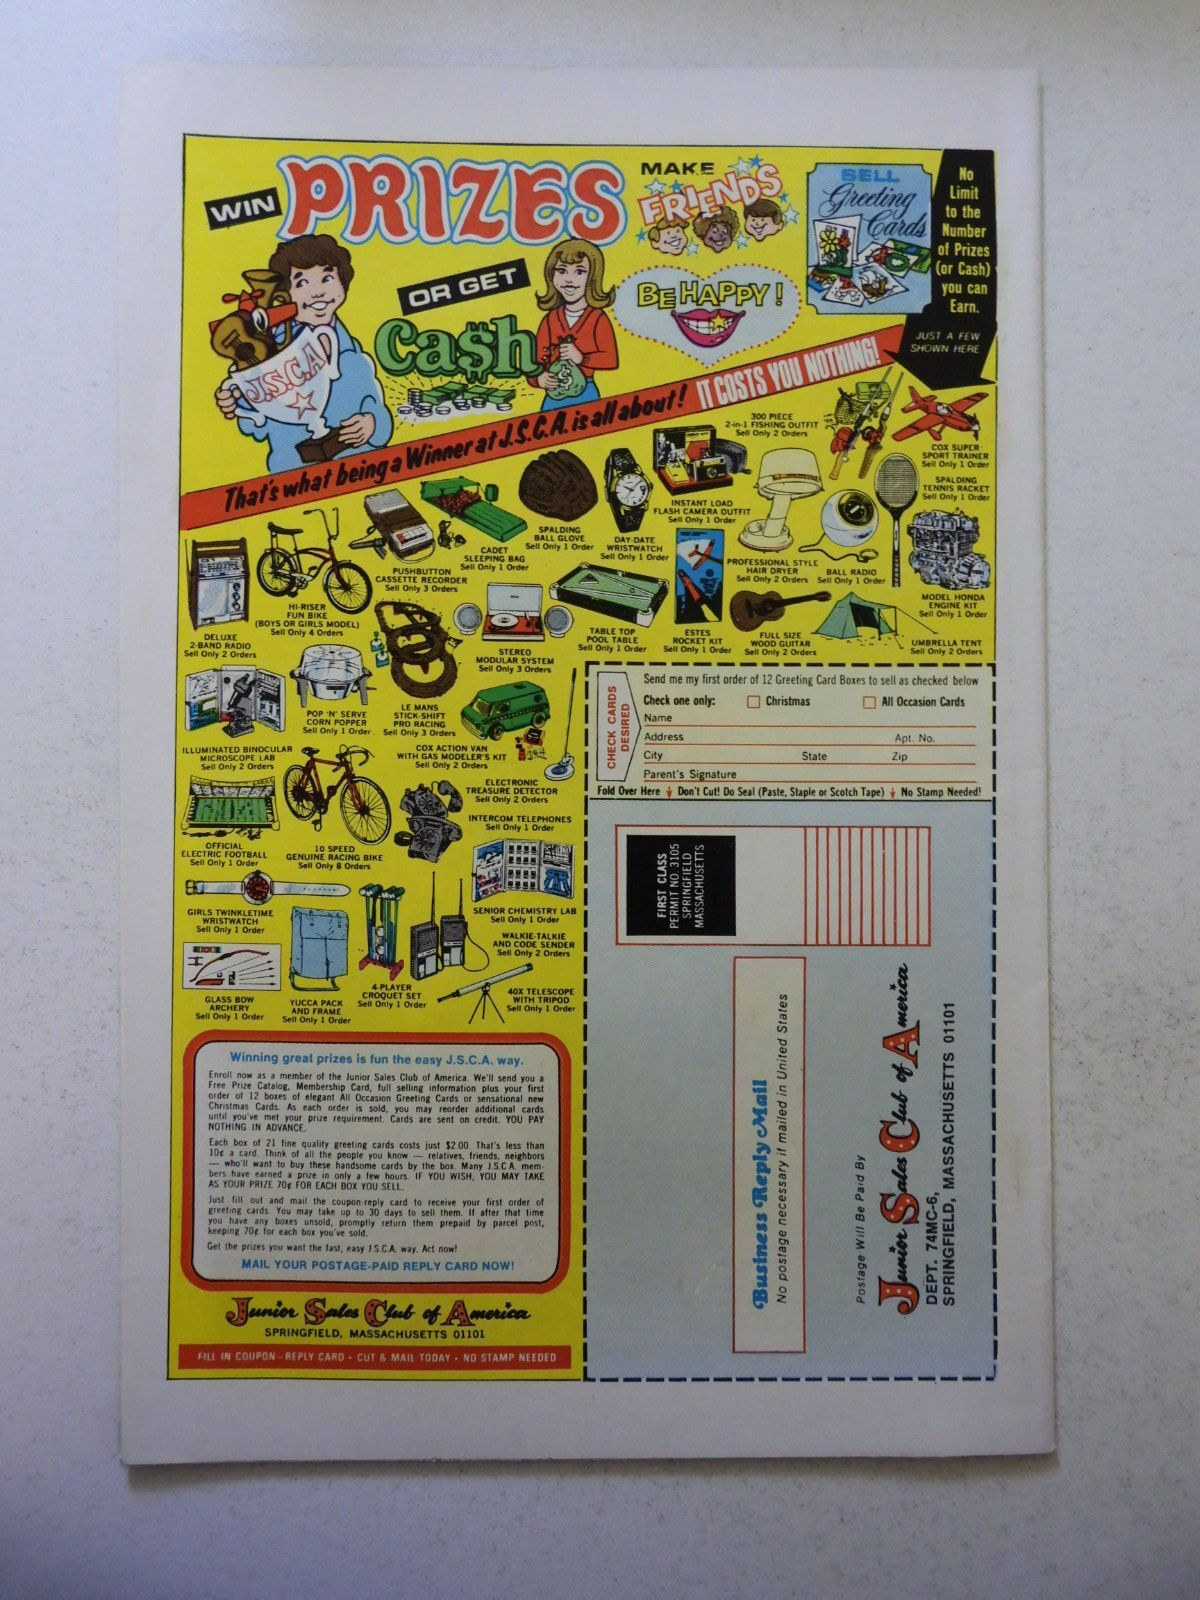 WIN
PRIZES
OR GET
Ca$h
MAKE
FRIENDS
BE HAPPY!
SELL
Greeting
Cards
No
Limit
to the
Number
of Prizes
(or Cash)
you can
Earn.
JUST A FEW
SHOWN HERE
J.S.C.A.
$
That's what being a Winner at J.S.C.A. is all about! IT COSTS YOU NOTHING!
300 PIECE
2-in-1 FISHING OUTFIT
Sell Only 2 Orders
COX SUPER
SPORT TRAINER
Sell Only 1 Order
SPALDING
TENNIS RACKET
Sell Only 1 Order
INSTANT LOAD
FLASH CAMERA OUTFIT
Sell Only 1 Order
SPALDING
BALL GLOVE
Sell Only 1 Order
DAY-DATE
WRISTWATCH
Sell Only 1 Order
CADET
SLEEPING BAG
Sell Only 1 Order
PUSHBUTTON
CASSETTE RECORDER
Sell Only 3 Orders
PROFESSIONAL STYLE
HAIR DRYER
Sell Only 2 Orders
BALL RADIO
Sell Only 1 Order
MODEL HONDA
ENGINE KIT
Sell Only 1 Order
HI-RISER
FUN BIKE
(BOYS OR GIRLS MODEL)
Sell Only 4 Orders
DELUXE
2-BAND RADIO
Sell Only 2 Orders
STEREO
MODULAR SYSTEM
Sell Only 3 Orders
TABLE TOP
POOL TABLE
Sell Only 1 Order
ESTES
ROCKET KIT
Sell Only 1 Order
FULL SIZE
WOOD GUITAR
Sell Only 2 Orders
UMBRELLA TENT
Sell Only 2 Orders
POP 'N' SERVE
CORN POPPER
Sell Only 1 Order
LE MANS
STICK-SHIFT
PRO RACING
Sell Only 3 Orders
ILLUMINATED BINOCULAR
MICROSCOPE LAB
Sell Only 2 Orders
COX ACTION VAN
WITH GAS MODELER'S KIT
Sell Only 2 Orders
ELECTRONIC
TREASURE DETECTOR
Sell Only 2 Orders
INTERCOM TELEPHONES
Sell Only 1 Order
OFFICIAL
ELECTRIC FOOTBALL
Sell Only 1 Order
10 SPEED
GENUINE RACING BIKE
Sell Only 8 Orders
GIRLS TWINKLETIME
WRISTWATCH
Sell Only 1 Order
SENIOR CHEMISTRY LAB
Sell Only 1 Order
WALKIE-TALKIE
AND CODE SENDER
Sell Only 2 Orders
GLASS BOW
ARCHERY
Sell Only 1 Order
YUCCA PACK
AND FRAME
Sell Only 1 Order
4-PLAYER
CROQUET SET
Sell Only 1 Order
40X TELESCOPE
WITH TRIPOD
Sell Only 1 Order
Winning great prizes is fun the easy J.S.C.A. way.
Enroll now as a member of the Junior Sales Club of America. We'll send you a
Free Prize Catalog, Membership Card, full selling information plus your first
order of 12 boxes of elegant All Occasion Greeting Cards or sensational new
Christmas Cards. As each order is sold, you may reorder additional cards
until you've met your prize requirement. Cards are sent on credit. YOU PAY
NOTHING IN ADVANCE.
Each box of 21 fine quality greeting cards costs just $2.00. That's less than
10¢ a card. Think of all the people you know — relatives, friends, neighbors
— who'll want to buy these handsome cards by the box. Many J.S.C.A. mem-
bers have earned a prize in only a few hours. IF YOU WISH, YOU MAY TAKE
AS YOUR PRIZE 70¢ FOR EACH BOX YOU SELL.
Just fill out and mail the coupon-reply card to receive your first order of
greeting cards. You may take up to 30 days to sell them. If after that time
you have any boxes unsold, promptly return them prepaid by parcel post,
keeping 70¢ for each box you've sold.
Get the prizes you want the fast, easy J.S.C.A. way. Act now!
MAIL YOUR POSTAGE-PAID REPLY CARD NOW!
Junior Sales Club of America
SPRINGFIELD, MASSACHUSETTS 01101
FILL IN COUPON-REPLY CARD • CUT & MAIL TODAY • NO STAMP NEEDED
CHECK CARDS
DESIRED
Send me my first order of 12 Greeting Card Boxes to sell as checked below
Check one only: Christmas All Occasion Cards
Name
Address Apt. No.
City State Zip
Parent's Signature
Fold Over Here Don't Cut! Do Seal (Paste, Staple or Scotch Tape) No Stamp Needed!
FIRST CLASS
PERMIT NO. 3105
SPRINGFIELD
MASSACHUSETTS
Business Reply Mail
No postage necessary if mailed in United States
Postage Will Be Paid By
Junior Sales Club of America
DEPT. 74MC-6,
SPRINGFIELD, MASSACHUSETTS 01101